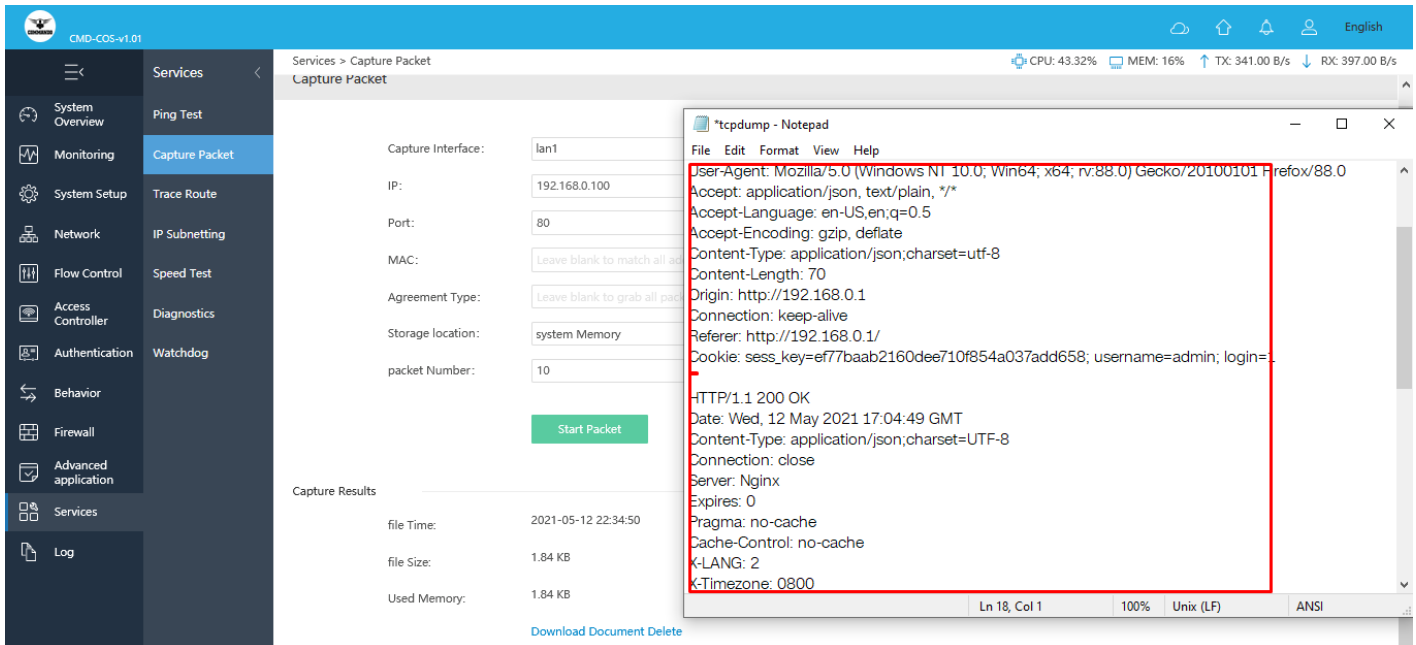 COMMANDO
CMD-COS-v1.01
English
Services
System Overview
Monitoring
System Setup
Network
Flow Control
Access Controller
Authentication
Behavior
Firewall
Advanced application
Services
Log
Ping Test
Capture Packet
Trace Route
IP Subnetting
Speed Test
Diagnostics
Watchdog
Services > Capture Packet
CPU: 43.32% MEM: 16% TX: 341.00 B/s RX: 397.00 B/s
Capture Packet
Capture Interface: lan1
IP: 192.168.0.100
Port: 80
MAC: Leave blank to match all ad
Agreement Type: Leave blank to grab all pack
Storage location: system Memory
packet Number: 10
Start Packet
Capture Results
file Time: 2021-05-12 22:34:50
file Size: 1.84 KB
Used Memory: 1.84 KB
Download Document Delete
*tcpdump - Notepad
File Edit Format View Help
User-Agent: Mozilla/5.0 (Windows NT 10.0; Win64; x64; rv:88.0) Gecko/20100101 Firefox/88.0
Accept: application/json, text/plain, */*
Accept-Language: en-US,en;q=0.5
Accept-Encoding: gzip, deflate
Content-Type: application/json;charset=utf-8
Content-Length: 70
Origin: http://192.168.0.1
Connection: keep-alive
Referer: http://192.168.0.1/
Cookie: sess_key=ef77baab2160dee710f854a037add658; username=admin; login=1
HTTP/1.1 200 OK
Date: Wed, 12 May 2021 17:04:49 GMT
Content-Type: application/json;charset=UTF-8
Connection: close
Server: Nginx
Expires: 0
Pragma: no-cache
Cache-Control: no-cache
X-LANG: 2
X-Timezone: 0800
Ln 18, Col 1 100% Unix (LF) ANSI